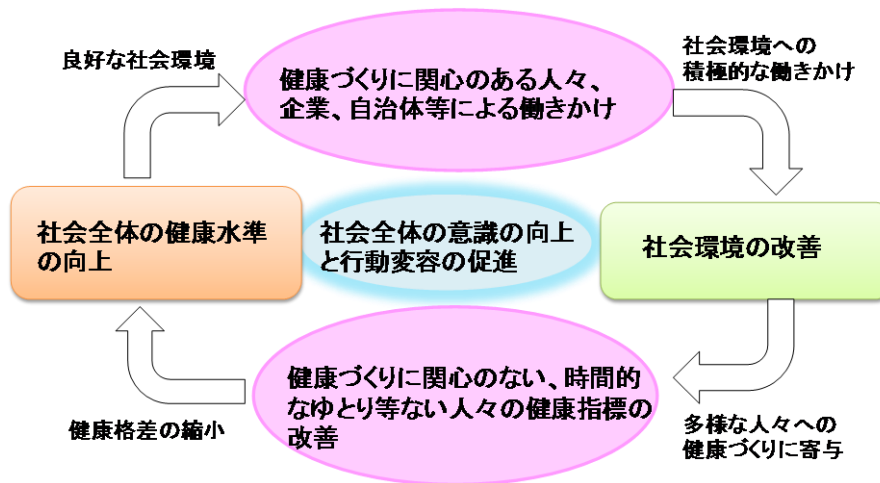 良好な社会環境
健康づくりに関心のある人々、
企業、自治体等による働きかけ
社会環境への
積極的な働きかけ
社会全体の健康水準
の向上
社会全体の意識の向上
と行動変容の促進
社会環境の改善
健康づくりに関心のない、時間的
なゆとり等ない人々の健康指標の
改善
健康格差の縮小
多様な人々への
健康づくりに寄与